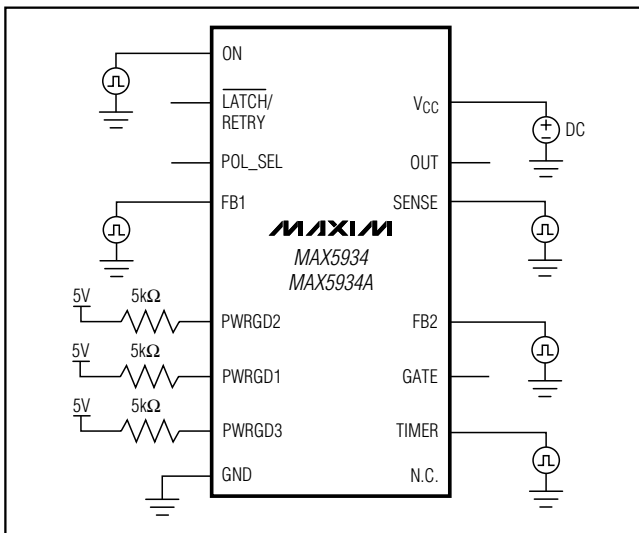 ON
LATCH/
RETRY
POL_SEL
FB1
5V 5kΩ
PWRGD2
5V 5kΩ
PWRGD1
5V 5kΩ
PWRGD3
GND
MAXIM
MAX5934
MAX5934A
VCC
DC
OUT
SENSE
FB2
GATE
TIMER
N.C.